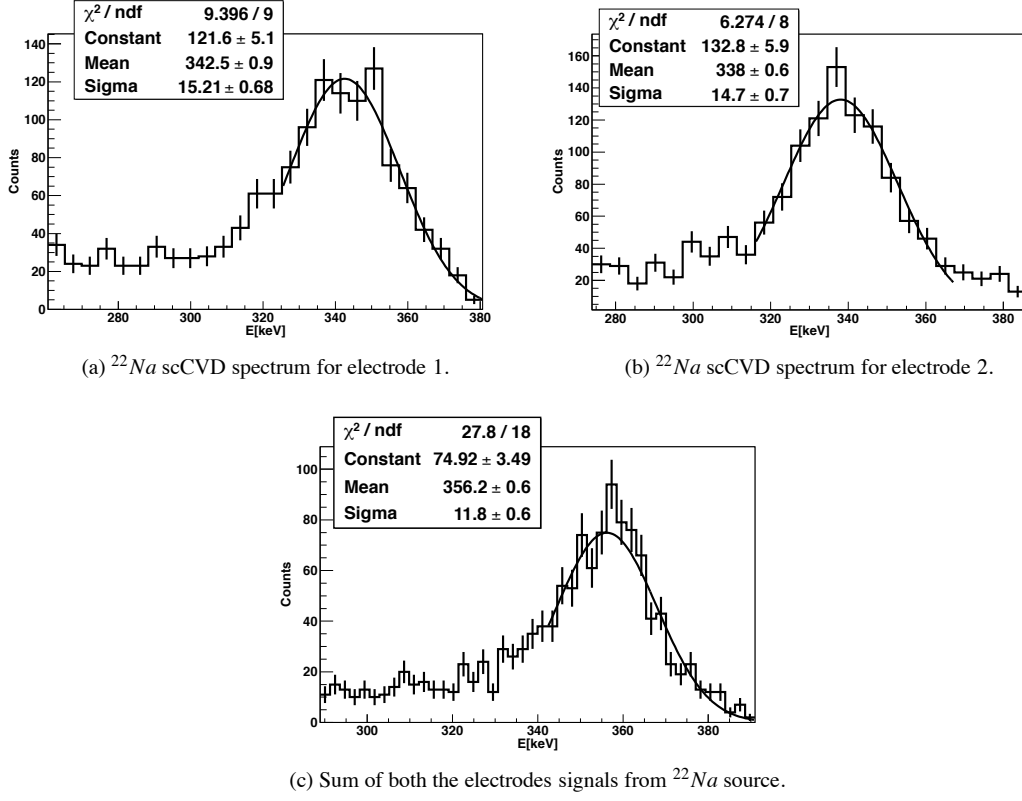 χ² / ndf 9.396 / 9
Constant 121.6 ± 5.1
Mean 342.5 ± 0.9
Sigma 15.21 ± 0.68
Counts
140
120
100
80
60
40
20
0
280 300 320 340 360 380
E[keV]
(a) ²²Na scCVD spectrum for electrode 1.
χ² / ndf 6.274 / 8
Constant 132.8 ± 5.9
Mean 338 ± 0.6
Sigma 14.7 ± 0.7
Counts
160
140
120
100
80
60
40
20
280 300 320 340 360 380
E[keV]
(b) ²²Na scCVD spectrum for electrode 2.
χ² / ndf 27.8 / 18
Constant 74.92 ± 3.49
Mean 356.2 ± 0.6
Sigma 11.8 ± 0.6
Counts
100
80
60
40
20
0
300 320 340 360 380
E[keV]
(c) Sum of both the electrodes signals from ²²Na source.